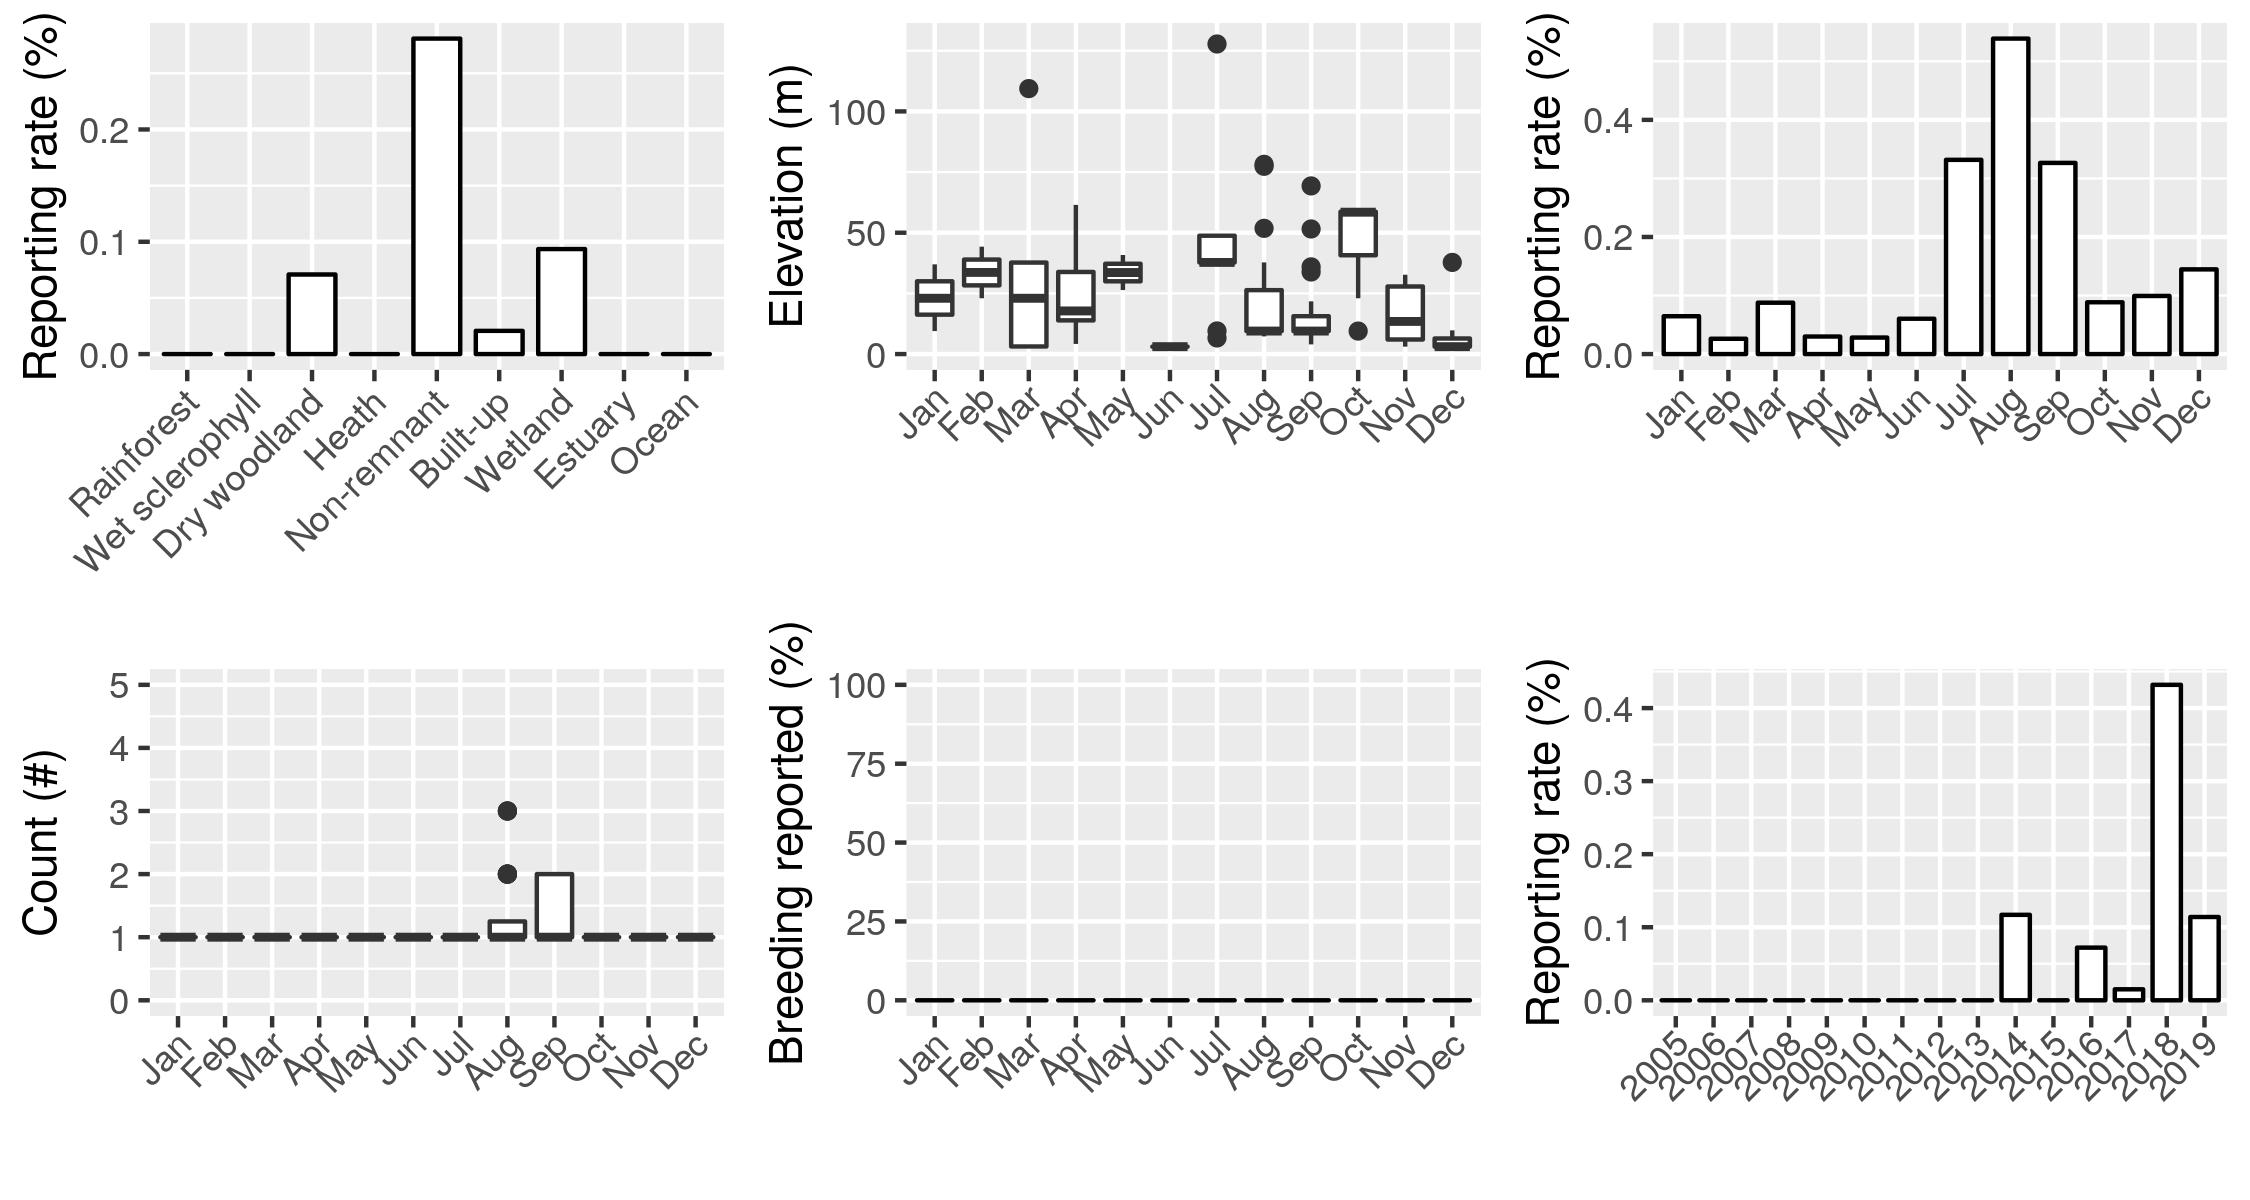 Reporting rate (%)
0.2
0.1
0.0
Rainforest
Wet sclerophyll
Dry woodland
Heath
Non-remnant
Built-up
Wetland
Estuary
Ocean
Elevation (m)
100
50
0
Jan
Feb
Mar
Apr
May
Jun
Jul
Aug
Sep
Oct
Nov
Dec
Reporting rate (%)
0.4
0.2
0.0
Jan
Feb
Mar
Apr
May
Jun
Jul
Aug
Sep
Oct
Nov
Dec
Count (#)
5
4
3
2
1
0
Jan
Feb
Mar
Apr
May
Jun
Jul
Aug
Sep
Oct
Nov
Dec
Breeding reported (%)
100
75
50
25
0
Jan
Feb
Mar
Apr
May
Jun
Jul
Aug
Sep
Oct
Nov
Dec
Reporting rate (%)
0.4
0.3
0.2
0.1
0.0
2005
2006
2007
2008
2009
2010
2011
2012
2013
2014
2015
2016
2017
2018
2019